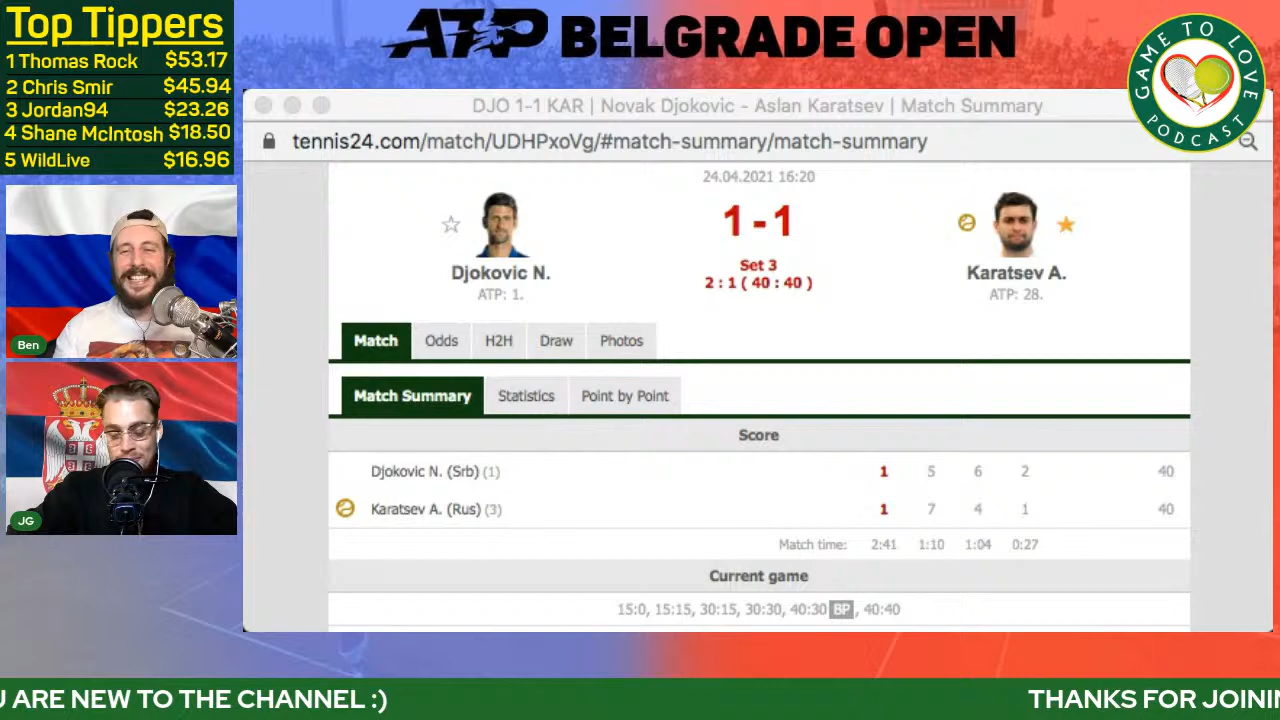 Top Tippers
1 Thomas Rock $53.17
2 Chris Smir $45.94
3 Jordan94 $23.26
4 Shane McIntosh $18.50
5 WildLive $16.96
ATP BELGRADE OPEN
GAME TO LOVE
PODCAST
DJO 1-1 KAR | Novak Djokovic - Aslan Karatsev | Match Summary
tennis24.com/match/UDHPxoVg/#match-summary/match-summary
24.04.2021 16:20
1 - 1
Djokovic N.
ATP: 1.
Set 3
2 : 1 ( 40 : 40 )
Karatsev A.
ATP: 28.
Match Odds H2H Draw Photos
Match Summary Statistics Point by Point
Score
Djokovic N. (Srb) (1) 1 5 6 2 40
Karatsev A. (Rus) (3) 1 7 4 1 40
Match time: 2:41 1:10 1:04 0:27
Current game
15:0, 15:15, 30:15, 30:30, 40:30 BP , 40:40
Ben
JG
U ARE NEW TO THE CHANNEL :) THANKS FOR JOININ